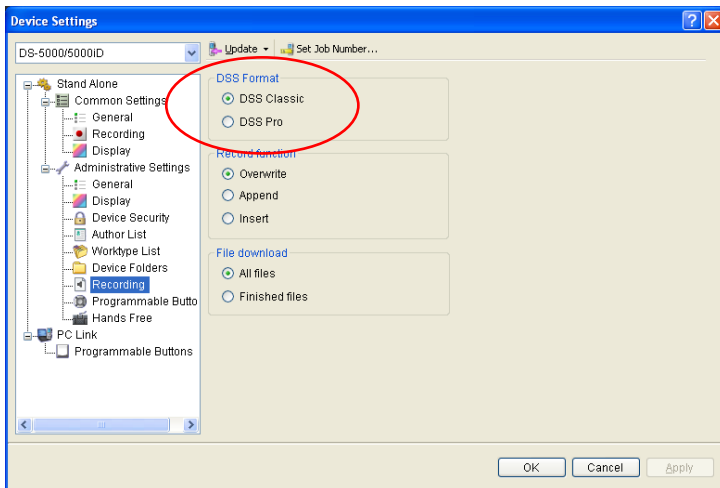 Device Settings
DS-5000/5000iD
Update
Set Job Number...
Stand Alone
Common Settings
General
Recording
Display
Administrative Settings
General
Display
Device Security
Author List
Worktype List
Device Folders
Recording
Programmable Butto
Hands Free
PC Link
Programmable Buttons
DSS Format
DSS Classic
DSS Pro
Record function
Overwrite
Append
Insert
File download
All files
Finished files
OK
Cancel
Apply